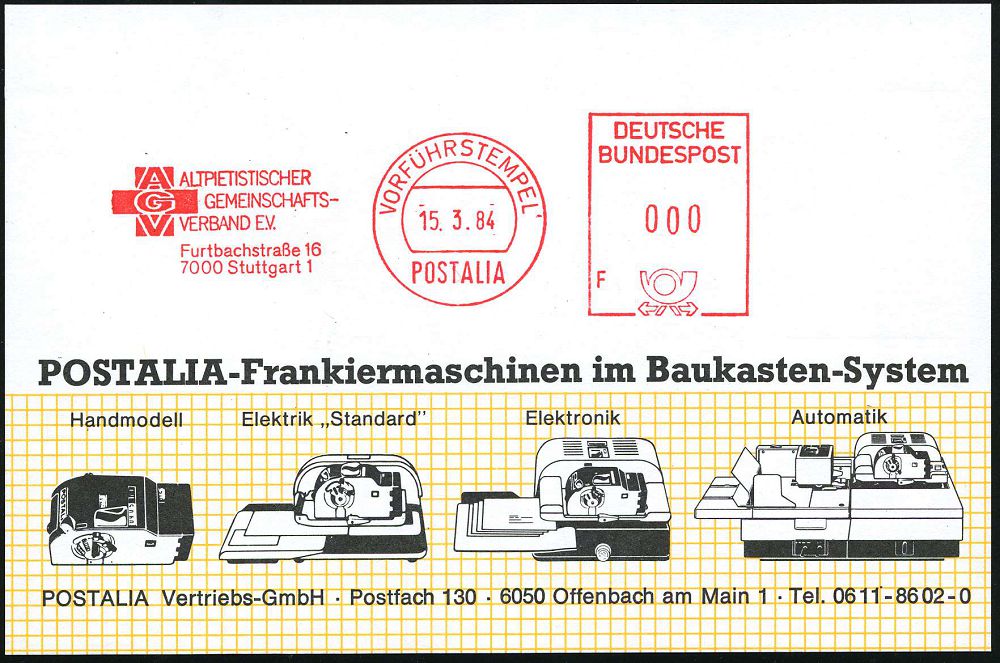 AGV
ALTPIETISTISCHER
GEMEINSCHAFTS-
VERBAND E.V.
Furtbachstraße 16
7000 Stuttgart 1
VORFÜHRSTEMPEL
15. 3. 84
POSTALIA
DEUTSCHE
BUNDESPOST
000
F
POSTALIA-Frankiermaschinen im Baukasten-System
Handmodell
Elektrik „Standard"
Elektronik
Automatik
POSTALIA
POSTALIA Vertriebs-GmbH · Postfach 130 · 6050 Offenbach am Main 1 · Tel. 0611-8602-0